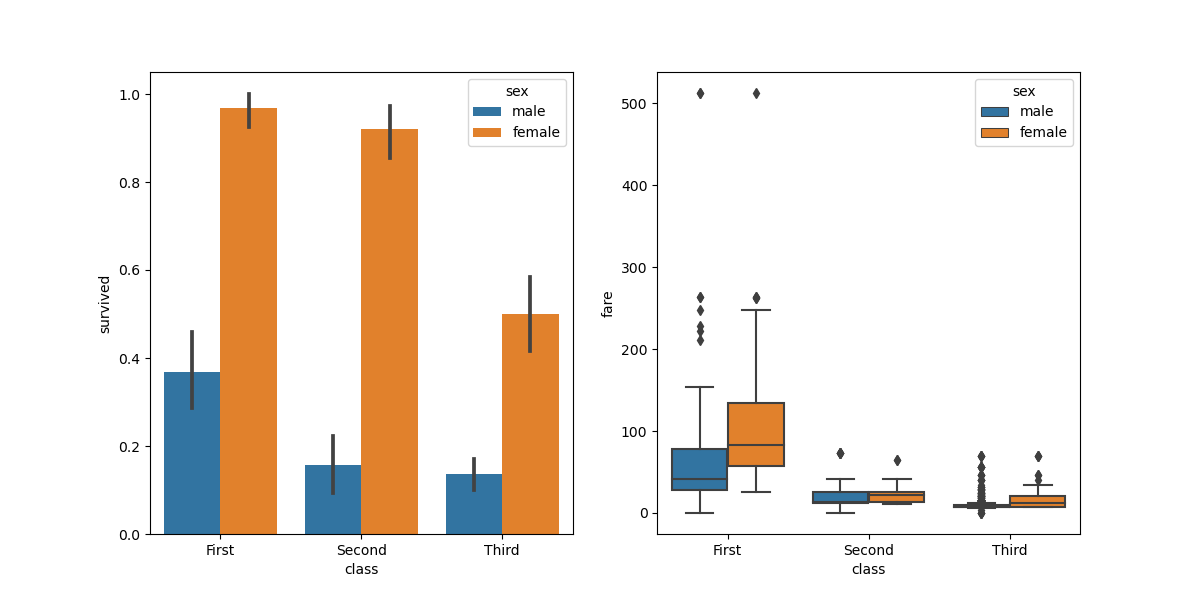 sex
male
female
1.0
0.8
0.6
0.4
0.2
0.0
survived
First
Second
Third
class
sex
male
female
500
400
300
200
100
0
fare
First
Second
Third
class